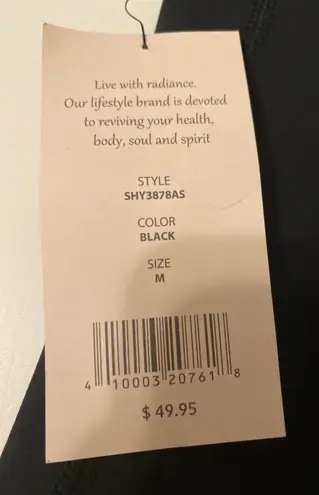 Live with radiance.
Our lifestyle brand is devoted
to reviving your health,
body, soul and spirit
STYLE
SHY3878AS
COLOR
BLACK
SIZE
M
4 10003 20761 8
$ 49.95